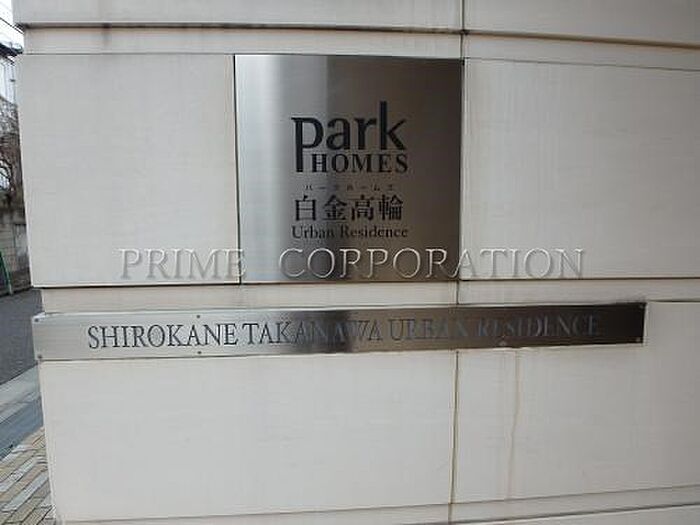 park
HOMES
パークホームズ
白金高輪
Urban Residence
PRIME CORPORATION
SHIROKANE TAKANAWA URBAN RESIDENCE